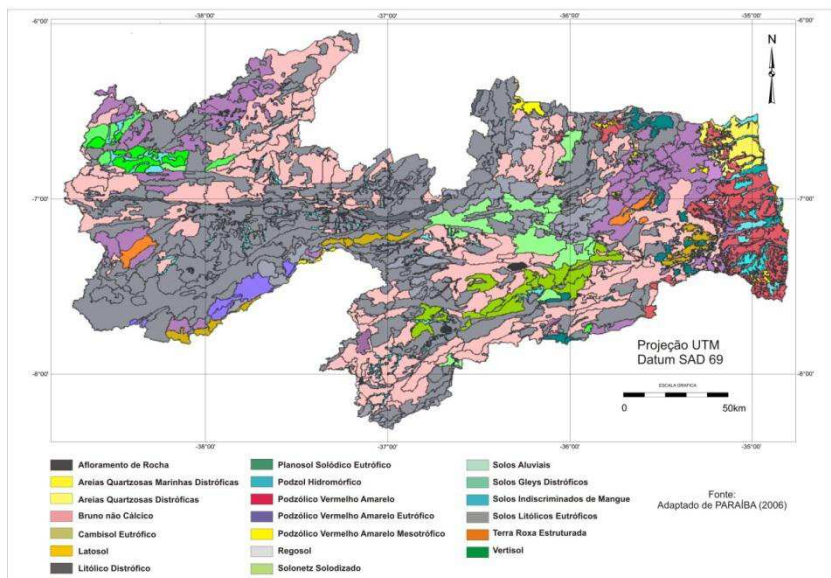 -38°00'
-37°00'
-36°00'
-35°00'
-6°00'
-6°00'
N
-7°00'
-7°00'
Projeção UTM
Datum SAD 69
ESCALA GRAFICA
0 50km
-8°00'
-8°00'
-38°00'
-37°00'
-36°00'
-35°00'
Afloramento de Rocha
Areias Quartzosas Marinhas Distróficas
Areias Quartzosas Distróficas
Bruno não Cálcico
Cambisol Eutrófico
Latosol
Litólico Distrófico
Planosol Solódico Eutrófico
Podzol Hidromórfico
Podzólico Vermelho Amarelo
Podzólico Vermelho Amarelo Eutrófico
Podzólico Vermelho Amarelo Mesotrófico
Regosol
Solonetz Solodizado
Solos Aluviais
Solos Gleys Distróficos
Solos Indiscriminados de Mangue
Solos Litólicos Eutróficos
Terra Roxa Estruturada
Vertisol
Fonte:
Adaptado de PARAÍBA (2006)